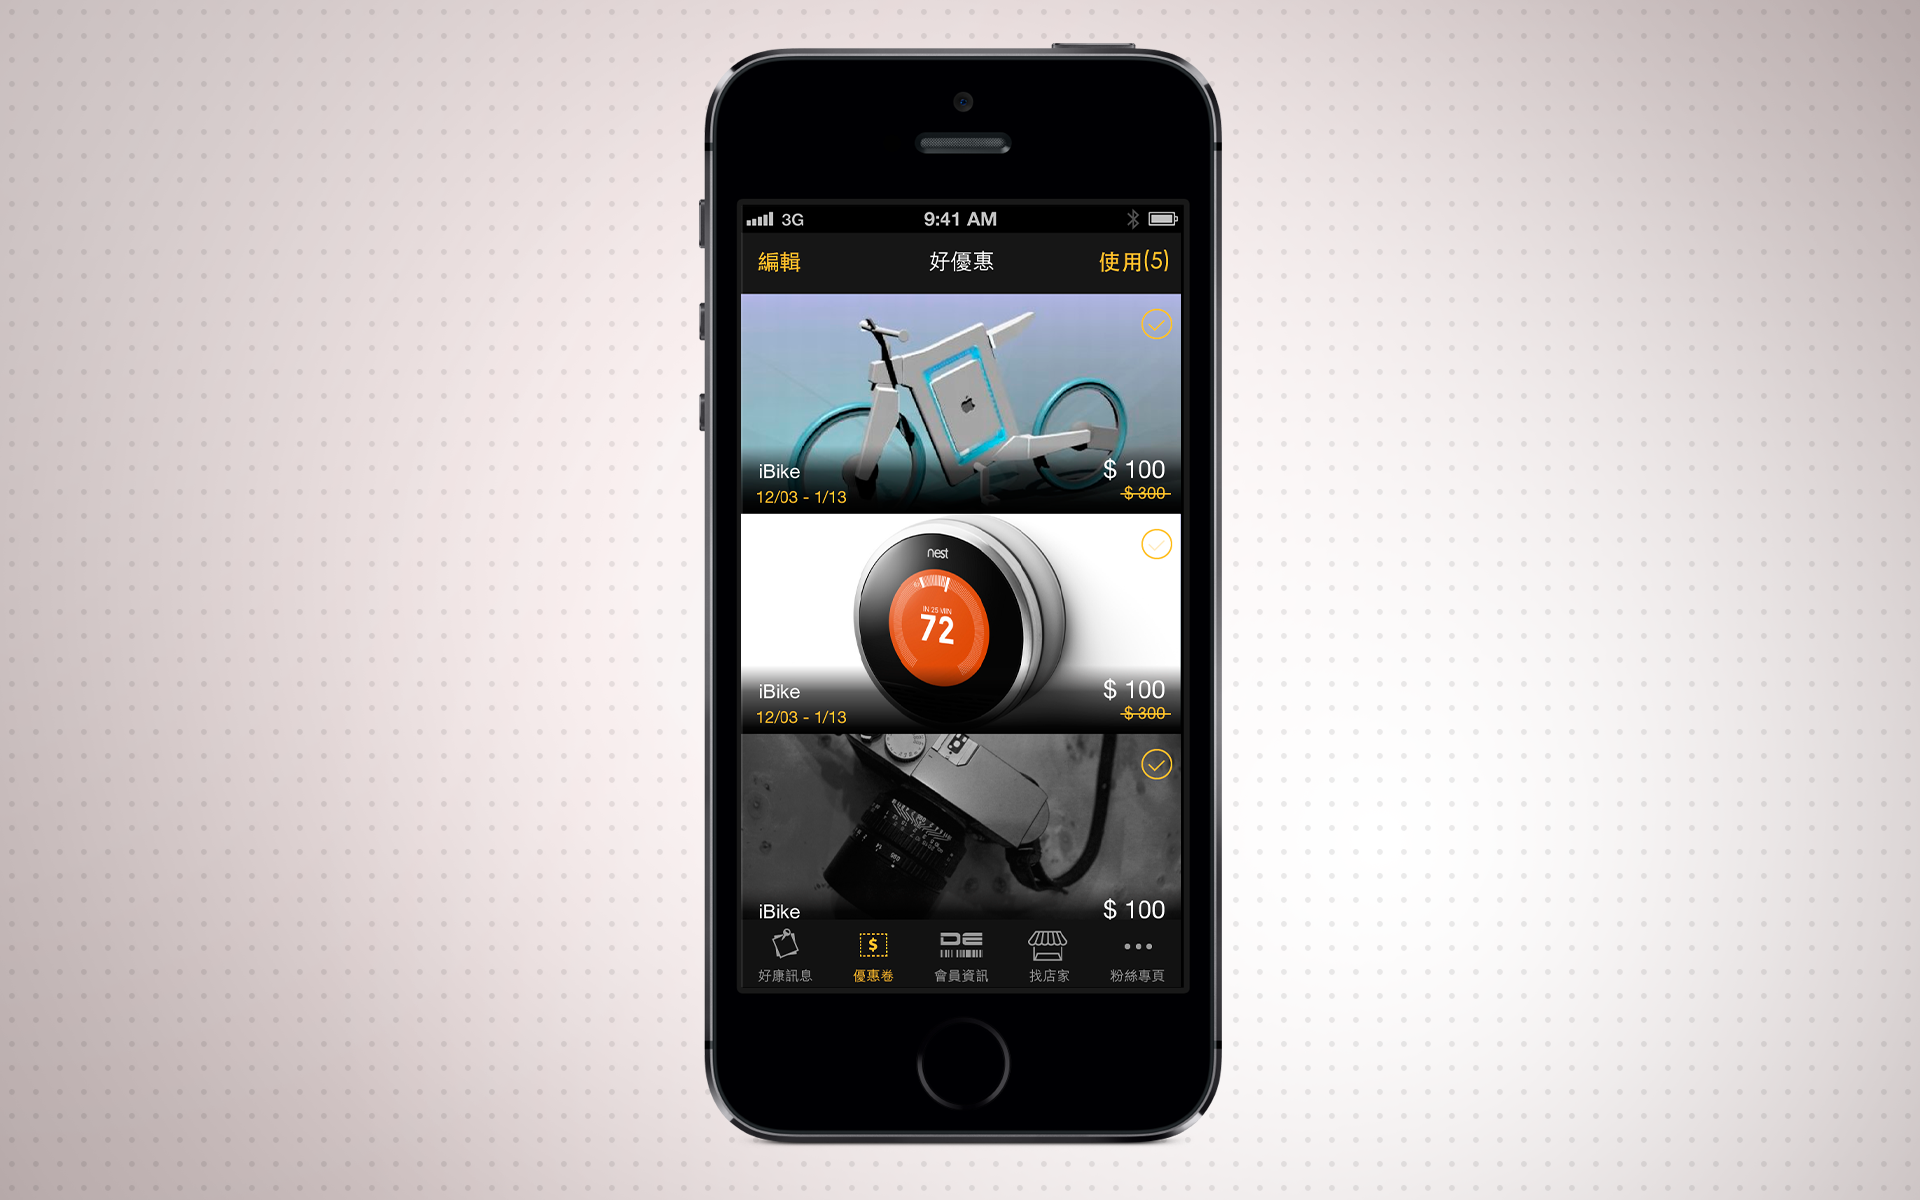 3G 9:41 AM
編輯 好優惠 使用(5)
iBike $ 100
12/03 - 1/13 $ 300
nest
IN 25 MIN
72
iBike $ 100
12/03 - 1/13 $ 300
iBike $ 100
$
DE
好康訊息 優惠卷 會員資訊 找店家 粉絲專頁